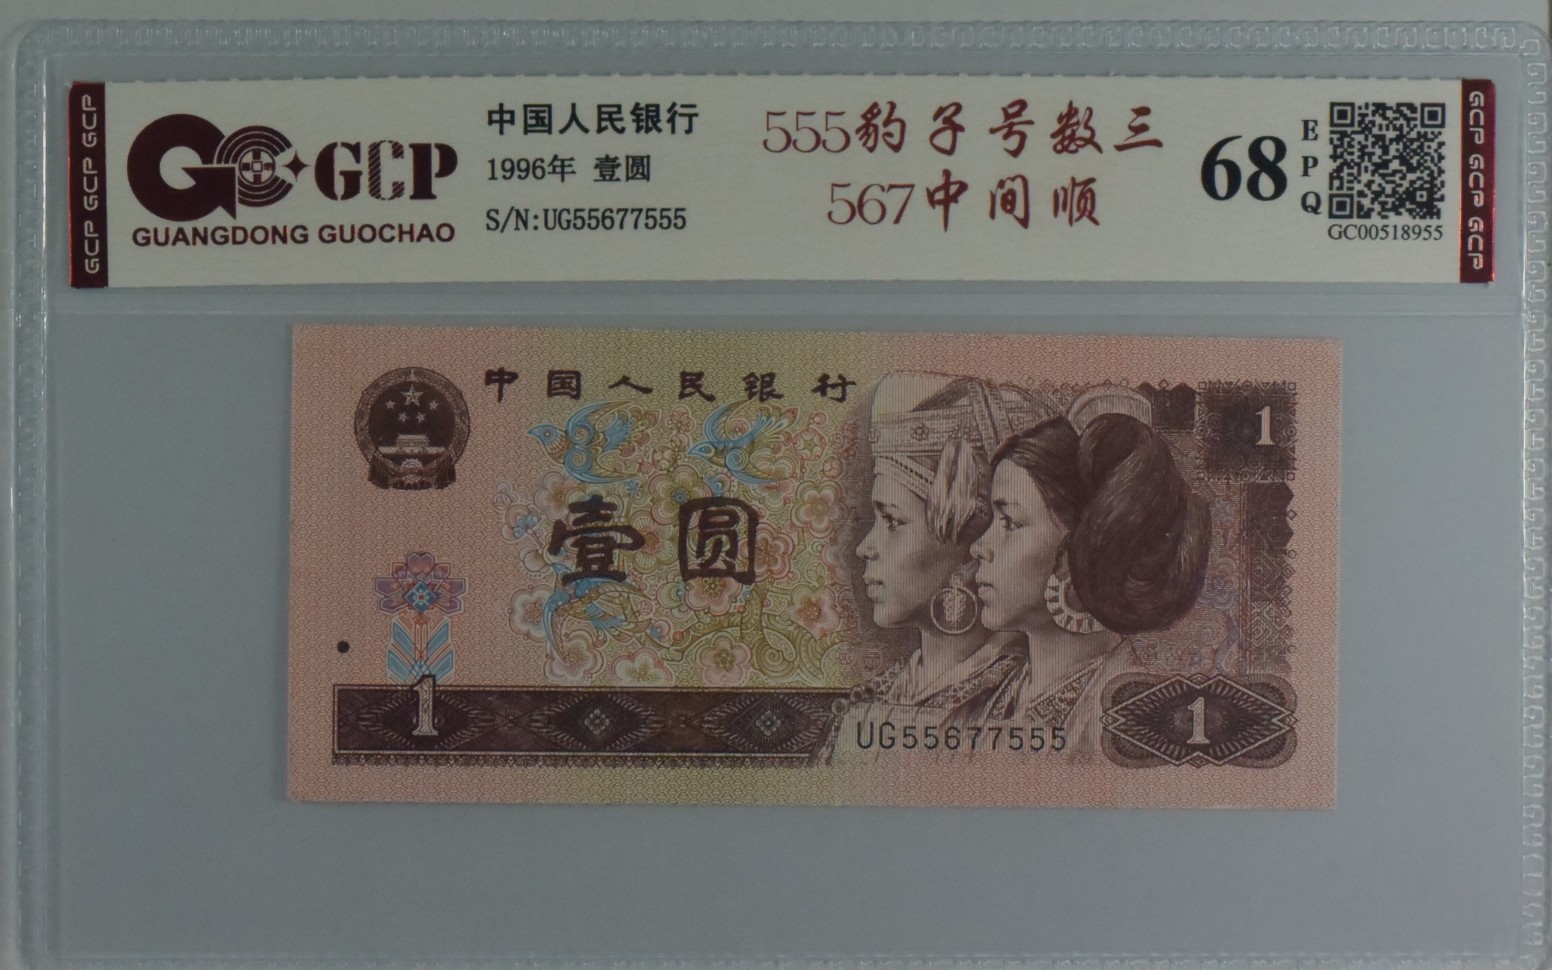 GCP GCP GCP
GCP
GUANGDONG GUOCHAO
中国人民银行
1996年 壹圆
S/N:UG55677555
555豹子号数三
567中间顺
68
EPQ
GC00518955
GCP GCP GCP
中国人民银行
1
壹圆
1
UG55677555
1